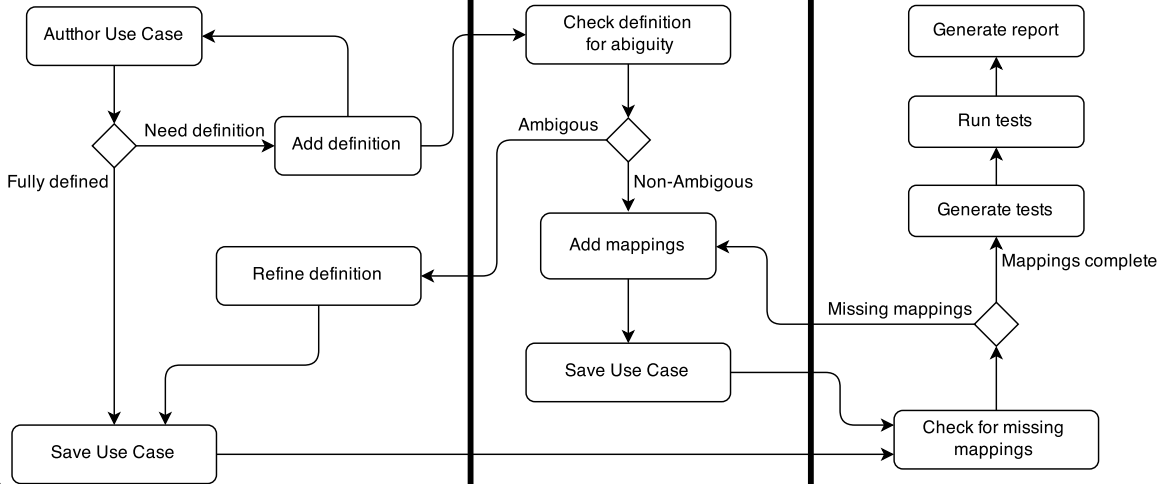 Autthor Use Case
Need definition
Add definition
Fully defined
Refine definition
Save Use Case
Check definition
for abiguity
Ambigous
Non-Ambigous
Add mappings
Save Use Case
Generate report
Run tests
Generate tests
Mappings complete
Missing mappings
Check for missing
mappings